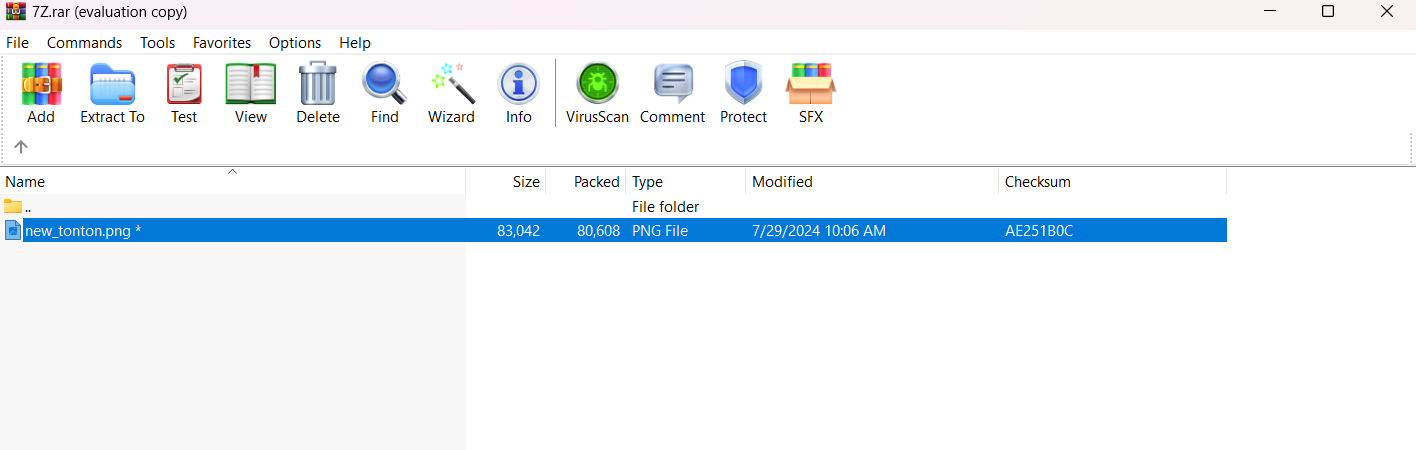 7Z.rar (evaluation copy)
File Commands Tools Favorites Options Help
Add Extract To Test View Delete Find Wizard Info VirusScan Comment Protect SFX
Name Size Packed Type Modified Checksum
.. File folder
new_tonton.png * 83,042 80,608 PNG File 7/29/2024 10:06 AM AE251B0C